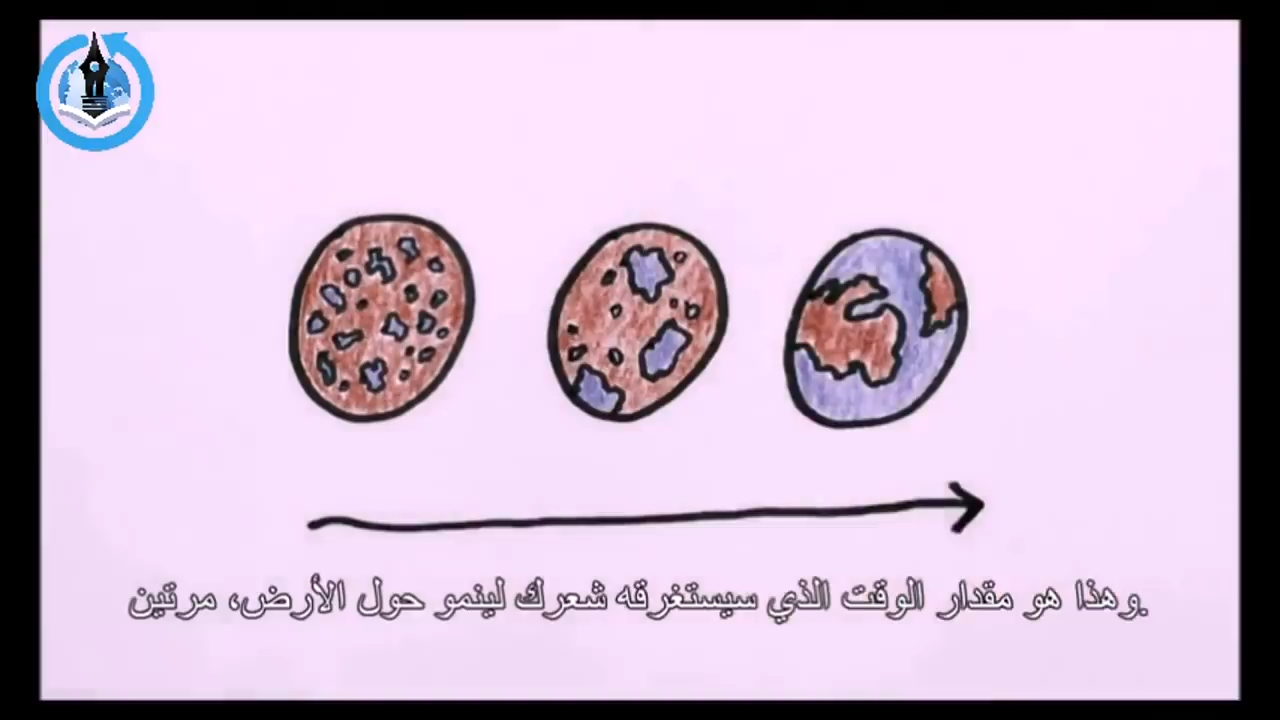 وهذا هو مقدار الوقت الذي سيستغرقه شعرك لينمو حول الأرض، مرتين.